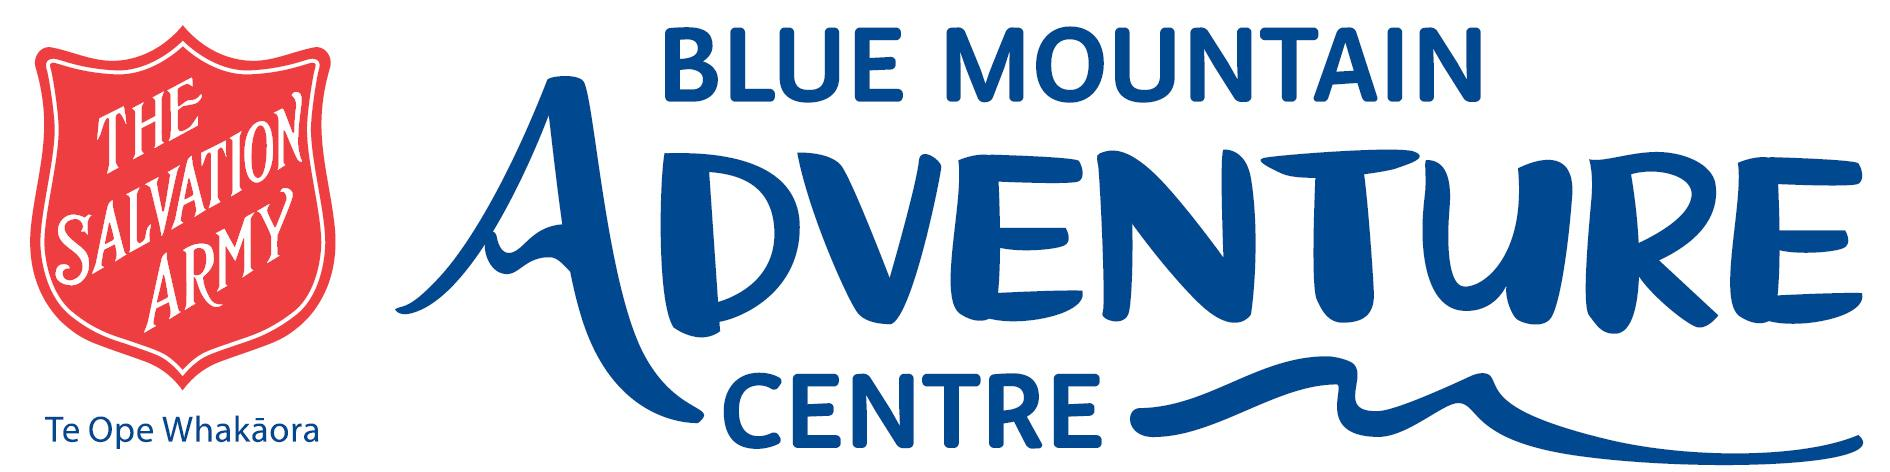 THE
SALVATION
ARMY
Te Ope Whakāora
BLUE MOUNTAIN
ADVENTURE
CENTRE